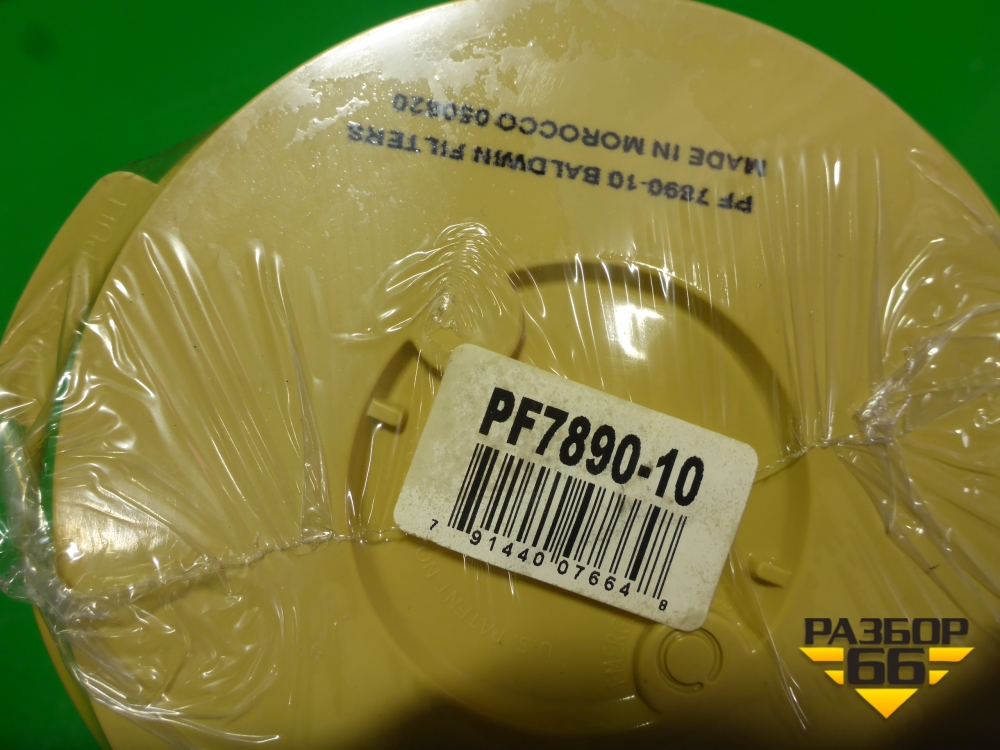 PF 7890-10 BALDWIN FILTERS
MADE IN MOROCCO 050820
PF7890-10
7 91440 07664 8
РАЗБОР
66